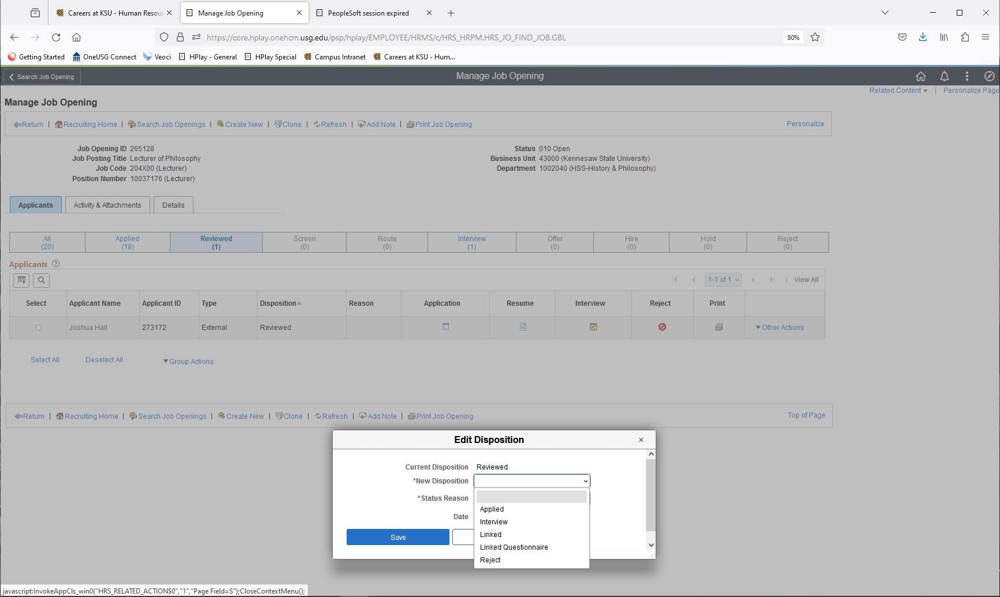 Careers at KSU - Human Resour
Manage Job Opening
PeopleSoft session expired
https://core.hplay.onehcm.usg.edu/psp/hplay/EMPLOYEE/HRMS/c/HRS_HRPM.HRS_JO_FIND_JOB.GBL
80%
Getting Started
OneUSG Connect
Veoci
HPlay - General
HPlay Special
Campus Intranet
Careers at KSU - Hum...
Search Job Opening
Manage Job Opening
Related Content | Personalize Page
Manage Job Opening
Return | Recruiting Home | Search Job Openings | Create New | Clone | Refresh | Add Note | Print Job Opening
Personalize
Job Opening ID 265128
Status 010 Open
Job Posting Title Lecturer of Philosophy
Business Unit 43000 (Kennesaw State University)
Job Code 204X00 (Lecturer)
Department 1002040 (HSS-History & Philosophy)
Position Number 10037176 (Lecturer)
Applicants
Activity & Attachments
Details
All (20)
Applied (18)
Reviewed (1)
Screen (0)
Route (0)
Interview (1)
Offer (0)
Hire (0)
Hold (0)
Reject (0)
Applicants ?
1-1 of 1 | View All
Select Applicant Name Applicant ID Type Disposition Reason Application Resume Interview Reject Print
Joshua Hall 273172 External Reviewed Other Actions
Select All Deselect All Group Actions
Return | Recruiting Home | Search Job Openings | Create New | Clone | Refresh | Add Note | Print Job Opening
Top of Page
Edit Disposition ×
Current Disposition Reviewed
*New Disposition
*Status Reason
Date
Save
Applied
Interview
Linked
Linked Questionnaire
Reject
javascript:InvokeAppCls_win0("HRS_RELATED_ACTION$0","1","Page Field=S");CloseContextMenu();